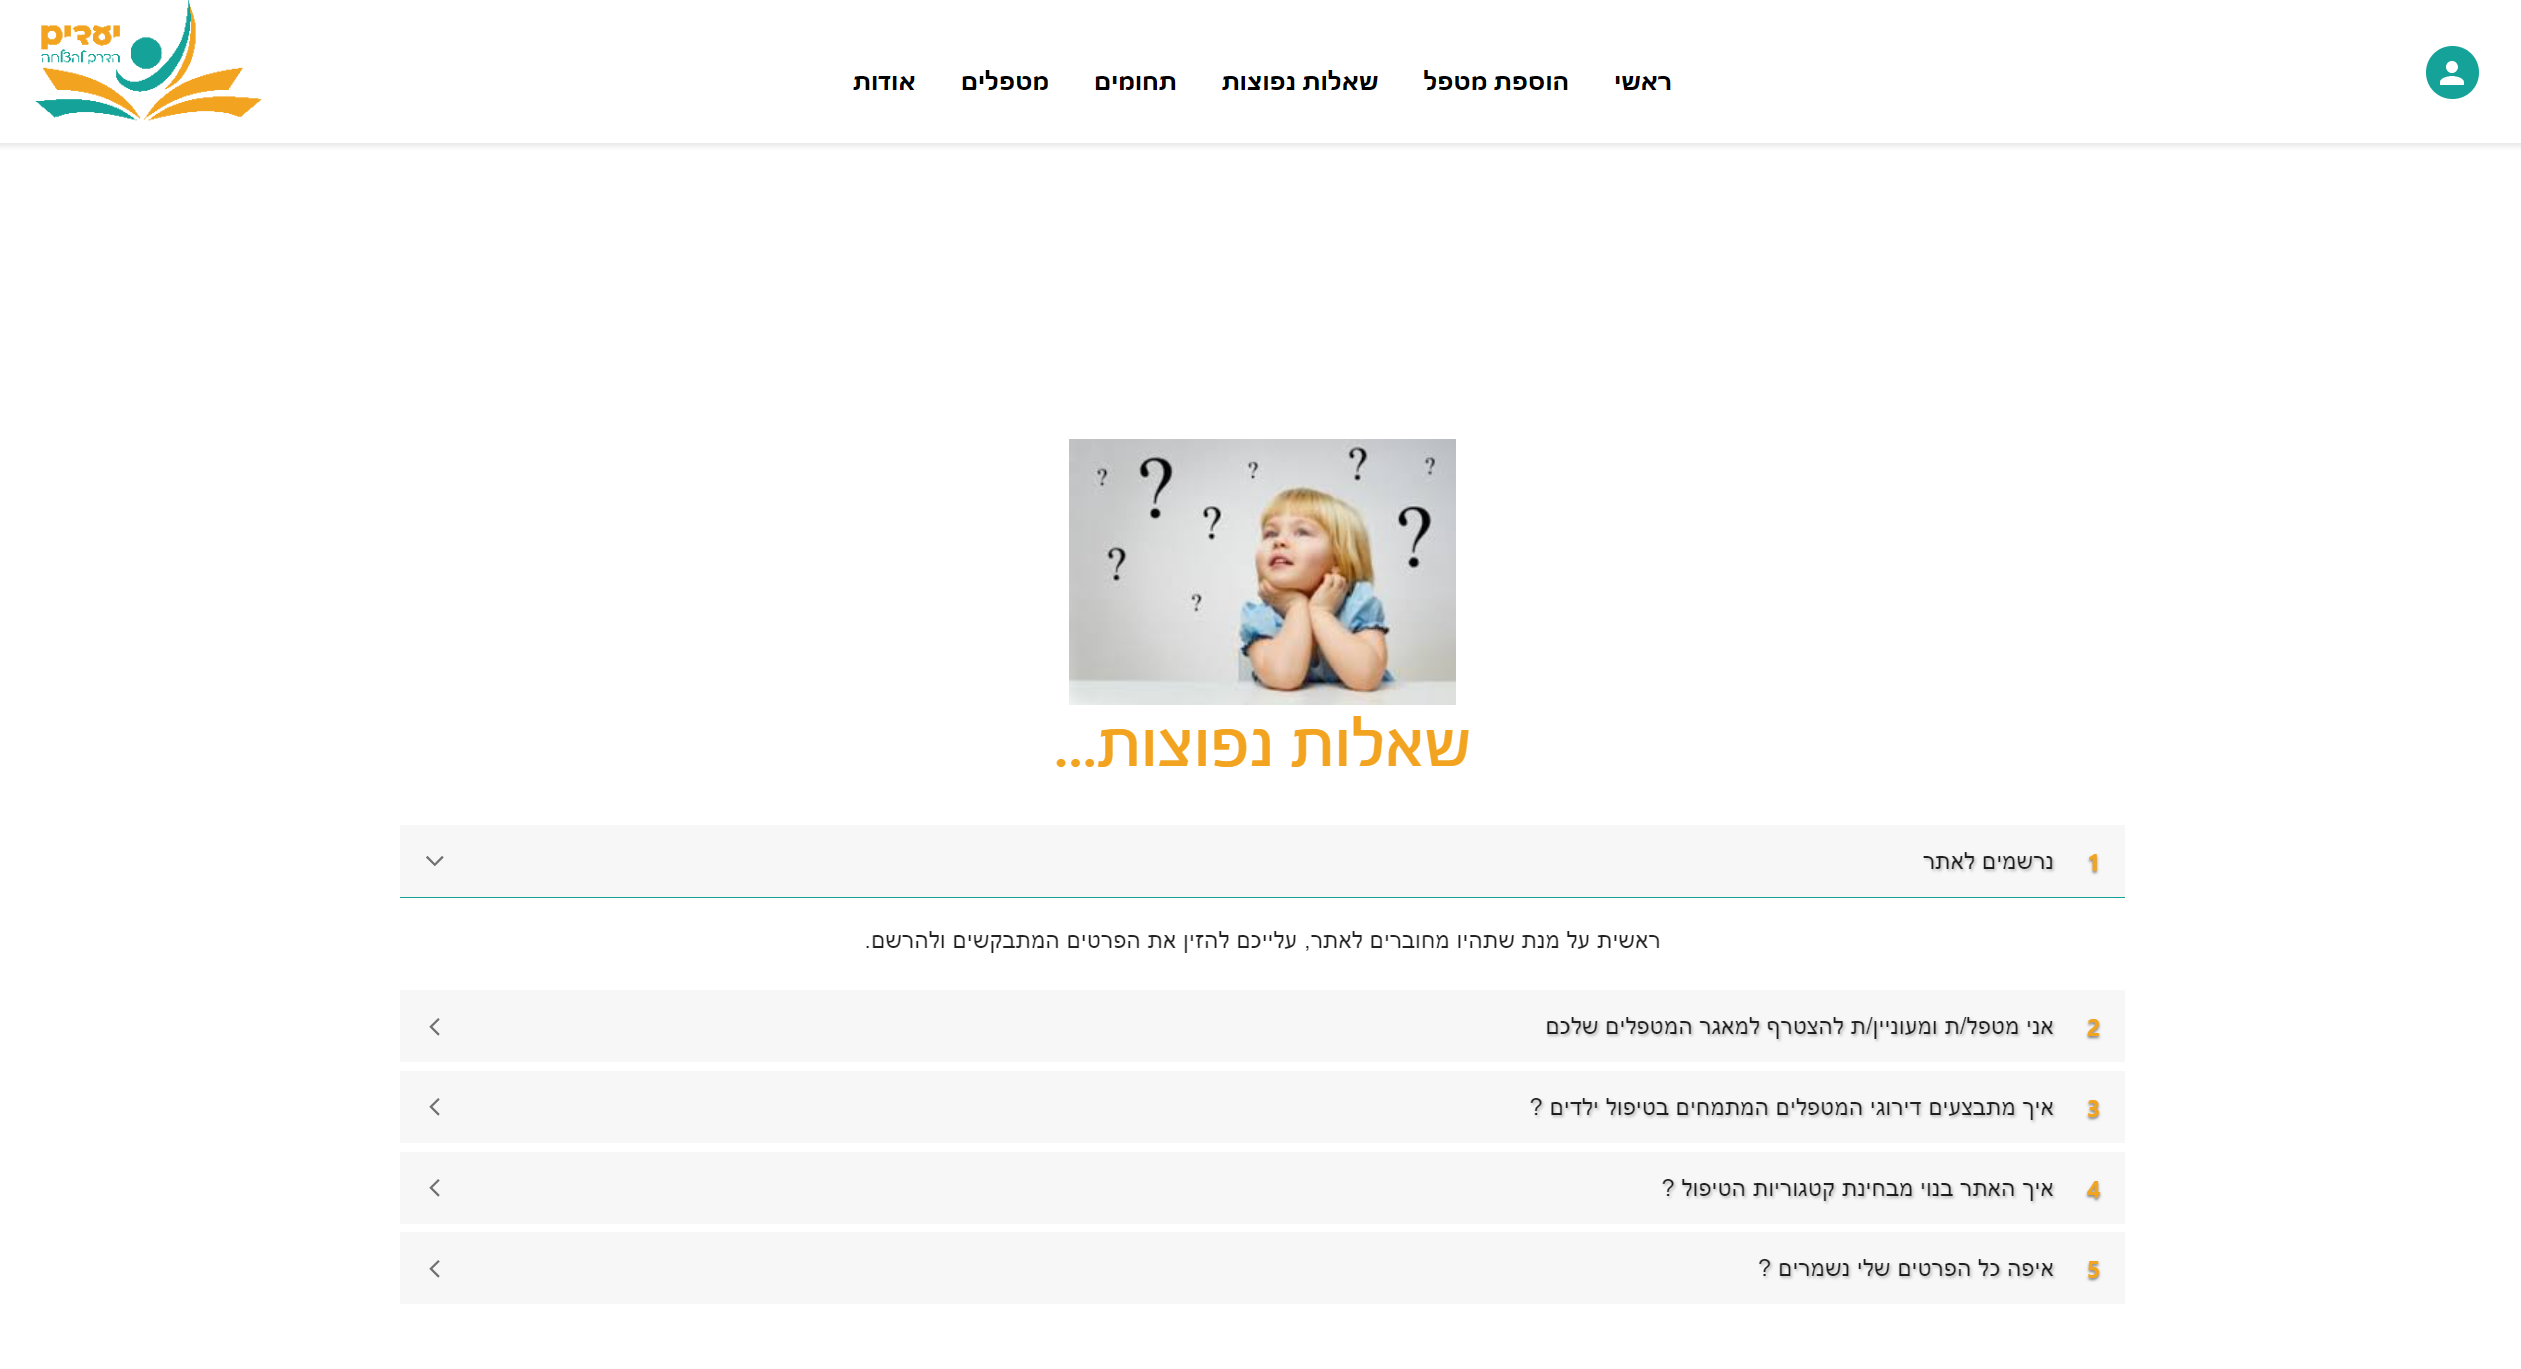 יעדים
הדרך להצלחה
ראשי הוספת מטפל שאלות נפוצות תחומים מטפלים אודות
? ? ? ? ? ? ? ? ?
שאלות נפוצות...
1 נרשמים לאתר
ראשית על מנת שתהיו מחוברים לאתר, עלייכם להזין את הפרטים המתבקשים ולהרשם.
2 אני מטפל/ת ומעוניין/ת להצטרף למאגר המטפלים שלכם
3 איך מתבצעים דירוגי המטפלים המתמחים בטיפול ילדים ?
4 איך האתר בנוי מבחינת קטגוריות הטיפול ?
5 איפה כל הפרטים שלי נשמרים ?